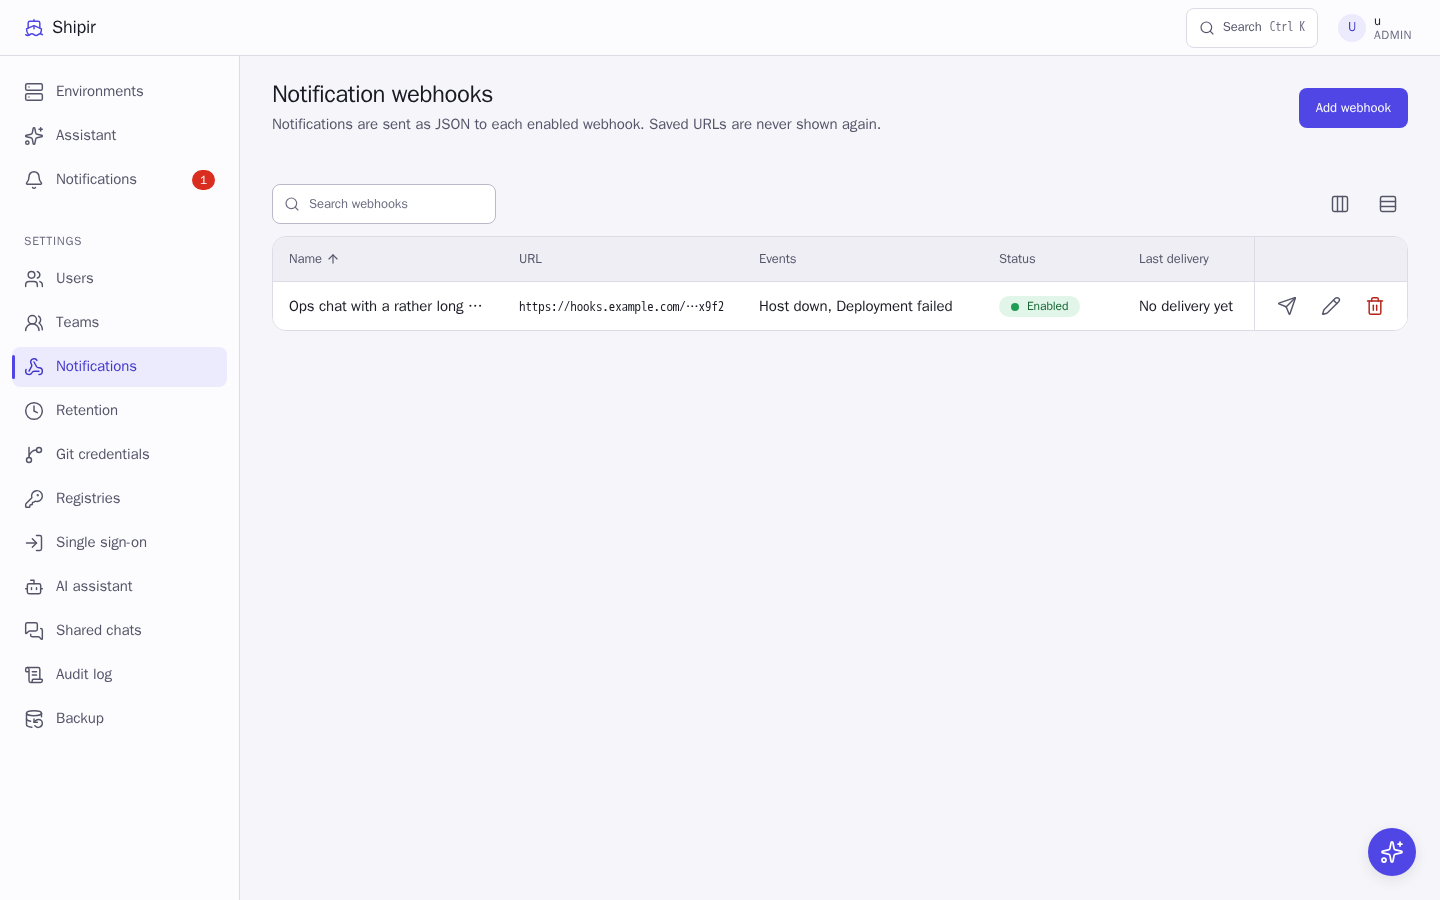 Shipir
Search Ctrl K
U
u
ADMIN
Environments
Assistant
Notifications 1
SETTINGS
Users
Teams
Notifications
Retention
Git credentials
Registries
Single sign-on
AI assistant
Shared chats
Audit log
Backup
Notification webhooks
Notifications are sent as JSON to each enabled webhook. Saved URLs are never shown again.
Add webhook
Search webhooks
Name URL Events Status Last delivery
Ops chat with a rather long ⋯ https://hooks.example.com/⋯x9f2 Host down, Deployment failed Enabled No delivery yet